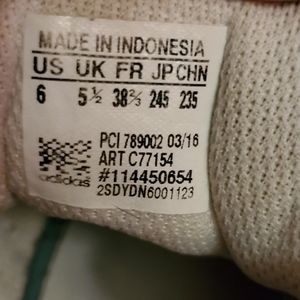 MADE IN INDONESIA
US UK FR JP CHN
6 5½ 38⅔ 245 235
PCI 789002 03/16
ART C77154
#114450654
adidas 2SDYDN6001123